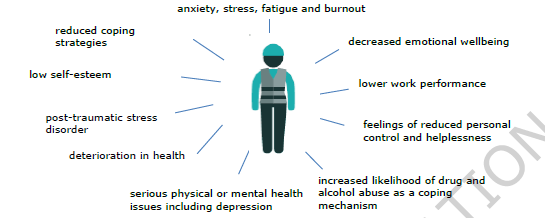 anxiety, stress, fatigue and burnout
reduced coping
strategies
decreased emotional wellbeing
low self-esteem
lower work performance
post-traumatic stress
disorder
feelings of reduced personal
control and helplessness
deterioration in health
serious physical or mental health
issues including depression
increased likelihood of drug and
alcohol abuse as a coping
mechanism
TION